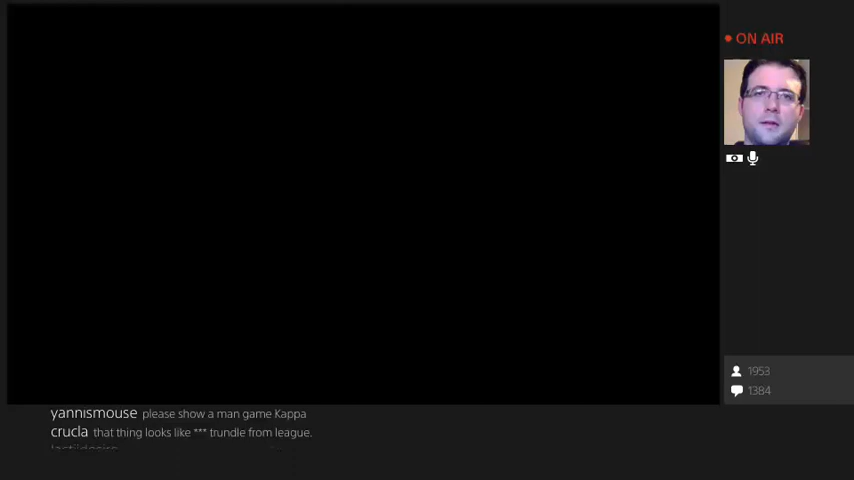 ON AIR
1953
1384
yannismouse please show a man game Kappa
crucla that thing looks like *** trundle from league.